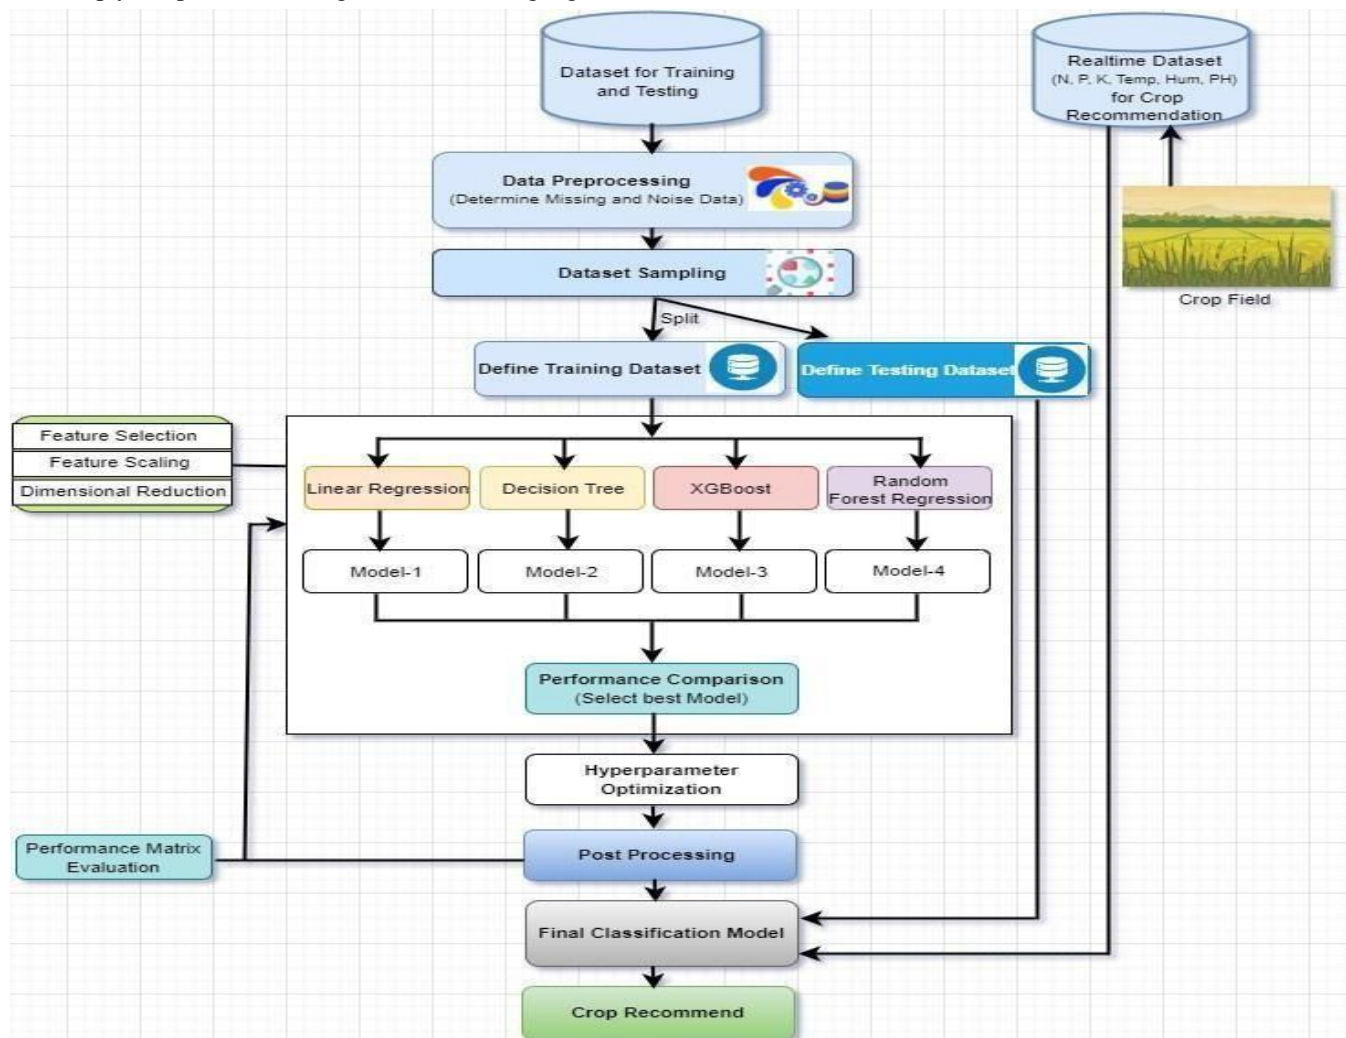 Dataset for Training
and Testing
Realtime Dataset
(N, P, K, Temp, Hum, PH)
for Crop
Recommendation
Data Preprocessing
(Determine Missing and Noise Data)
Dataset Sampling
Crop Field
Split
Define Training Dataset
Define Testing Dataset
Feature Selection
Feature Scaling
Dimensional Reduction
Linear Regression
Decision Tree
XGBoost
Random
Forest Regression
Model-1
Model-2
Model-3
Model-4
Performance Comparison
(Select best Model)
Hyperparameter
Optimization
Performance Matrix
Evaluation
Post Processing
Final Classification Model
Crop Recommend